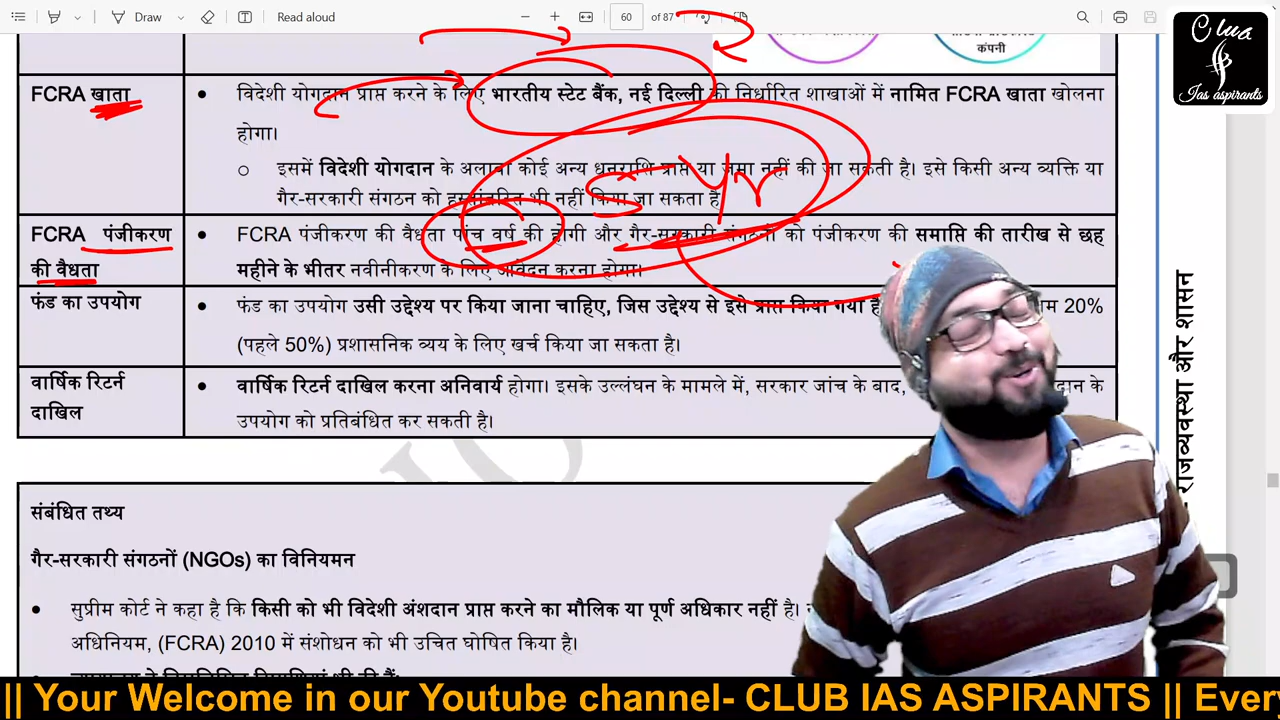 Draw
Read aloud
60 of 87
Club
Ias aspirants
कंपनी
FCRA खाता
विदेशी योगदान प्राप्त करने के लिए भारतीय स्टेट बैंक, नई दिल्ली की निर्धारित शाखाओं में नामित FCRA खाता खोलना
होगा।
इसमें विदेशी योगदान के अलावा कोई अन्य धनराशि प्राप्त या जमा नहीं की जा सकती है। इसे किसी अन्य व्यक्ति या
गैर-सरकारी संगठन को हस्तांतरित भी नहीं किया जा सकता है
5 Yr
FCRA पंजीकरण
की वैधता
FCRA पंजीकरण की वैधता पांच वर्ष की होगी और गैर-सरकारी संगठनों को पंजीकरण की समाप्ति की तारीख से छह
महीने के भीतर नवीनीकरण के लिए आवेदन करना होगा।
फंड का उपयोग
फंड का उपयोग उसी उद्देश्य पर किया जाना चाहिए, जिस उद्देश्य से इसे प्राप्त किया गया है 20%
(पहले 50%) प्रशासनिक व्यय के लिए खर्च किया जा सकता है।
वार्षिक रिटर्न
दाखिल
वार्षिक रिटर्न दाखिल करना अनिवार्य होगा। इसके उल्लंघन के मामले में, सरकार जांच के बाद, के
उपयोग को प्रतिबंधित कर सकती है।
राजव्यवस्था और शासन
संबंधित तथ्य
गैर-सरकारी संगठनों (NGOs) का विनियमन
सुप्रीम कोर्ट ने कहा है कि किसी को भी विदेशी अंशदान प्राप्त करने का मौलिक या पूर्ण अधिकार नहीं है।
अधिनियम, (FCRA) 2010 में संशोधन को भी उचित घोषित किया है।
|| Your Welcome in our Youtube channel- CLUB IAS ASPIRANTS || Every